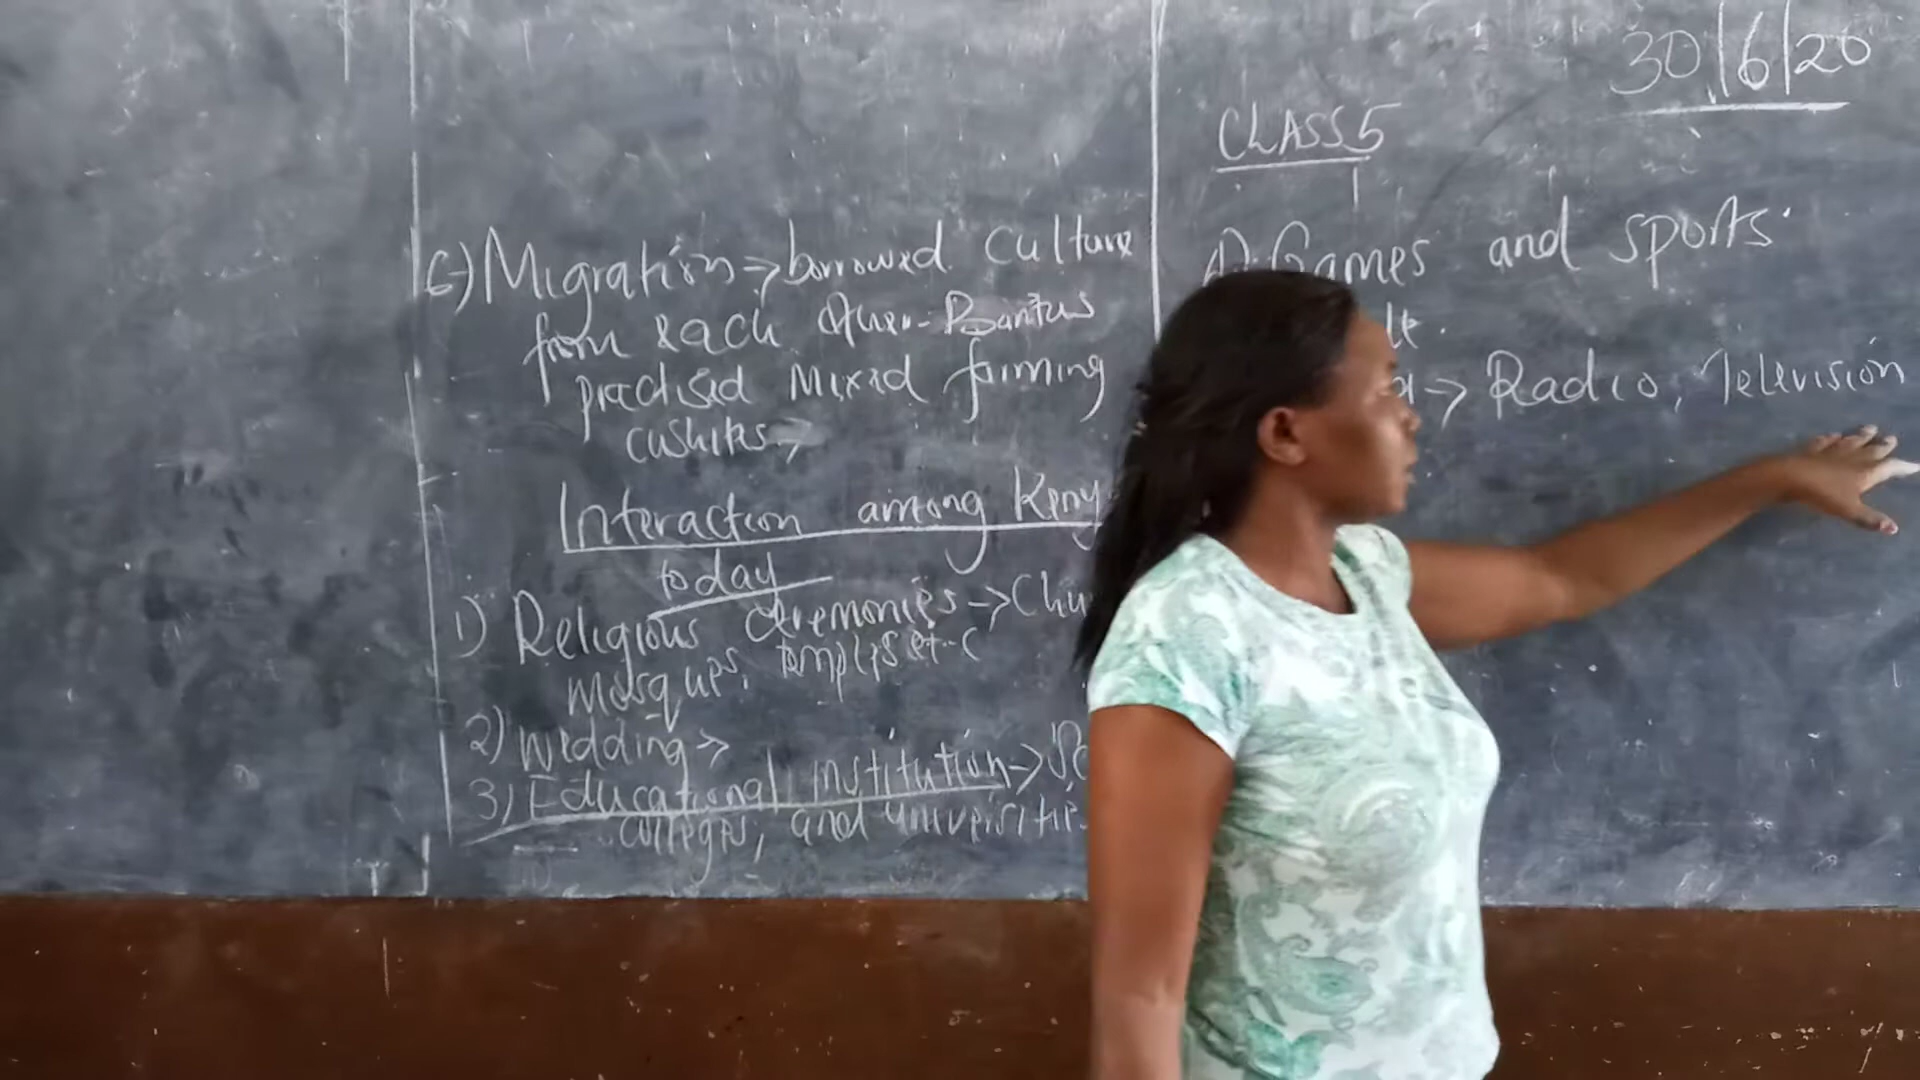 6) Migration → borrowed culture
from each other - Bantus
practised mixed farming
cushites →
Interaction among Keny
today
1) Religious ceremonies → Chu
mosques, temples et-c
2) wedding →
3) Educational institution →
colleges, and universitie
30/6/20
CLASS 5
Games and sports.
→ Radio, Television